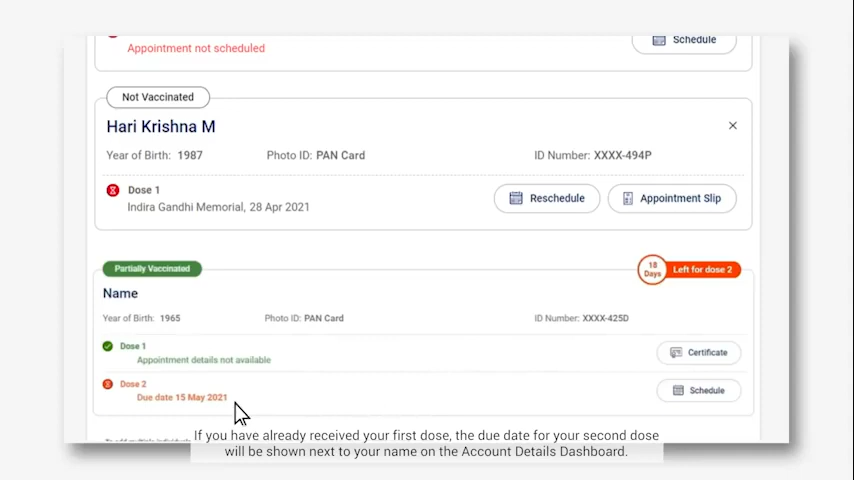 Appointment not scheduled
Schedule
Not Vaccinated
Hari Krishna M
Year of Birth: 1987 Photo ID: PAN Card ID Number: XXXX-494P
Dose 1
Indira Gandhi Memorial, 28 Apr 2021
Reschedule
Appointment Slip
Partially Vaccinated
18
Days
Left for dose 2
Name
Year of Birth: 1965 Photo ID: PAN Card ID Number: XXXX-425D
Dose 1
Appointment details not available
Certificate
Dose 2
Due date 15 May 2021
Schedule
If you have already received your first dose, the due date for your second dose
will be shown next to your name on the Account Details Dashboard.